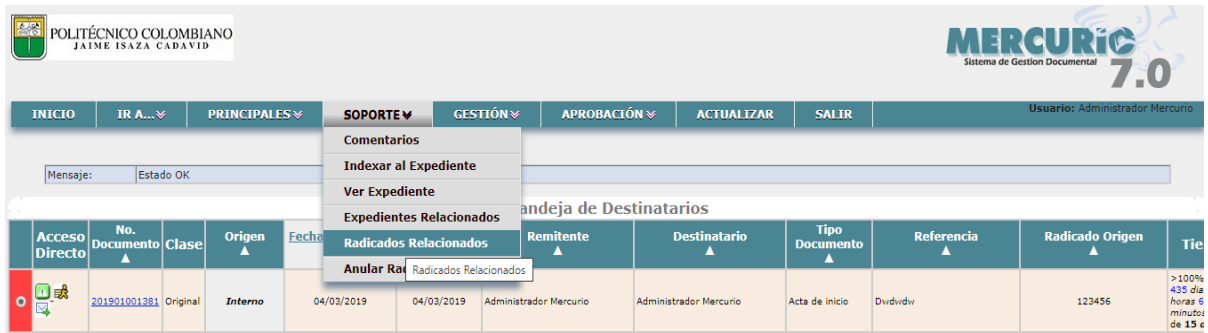 POLITÉCNICO COLOMBIANO
JAIME ISAZA CADAVID
MERCURIO
Sistema de Gestion Documental
7.0
INICIO IR A... PRINCIPALES SOPORTE GESTIÓN APROBACIÓN ACTUALIZAR SALIR Usuario: Administrador Mercurio
Comentarios
Indexar al Expediente
Ver Expediente
Expedientes Relacionados
Radicados Relacionados
Anular Rad
Radicados Relacionados
Mensaje: Estado OK
andeja de Destinatarios
Acceso Directo No. Documento Clase Origen Fecha Remitente Destinatario Tipo Documento Referencia Radicado Origen Tie
201901001381 Original Interno 04/03/2019 04/03/2019 Administrador Mercurio Administrador Mercurio Acta de inicio Dwdwdw 123456
>100%
435 dia
horas 6
minutos
de 15 d